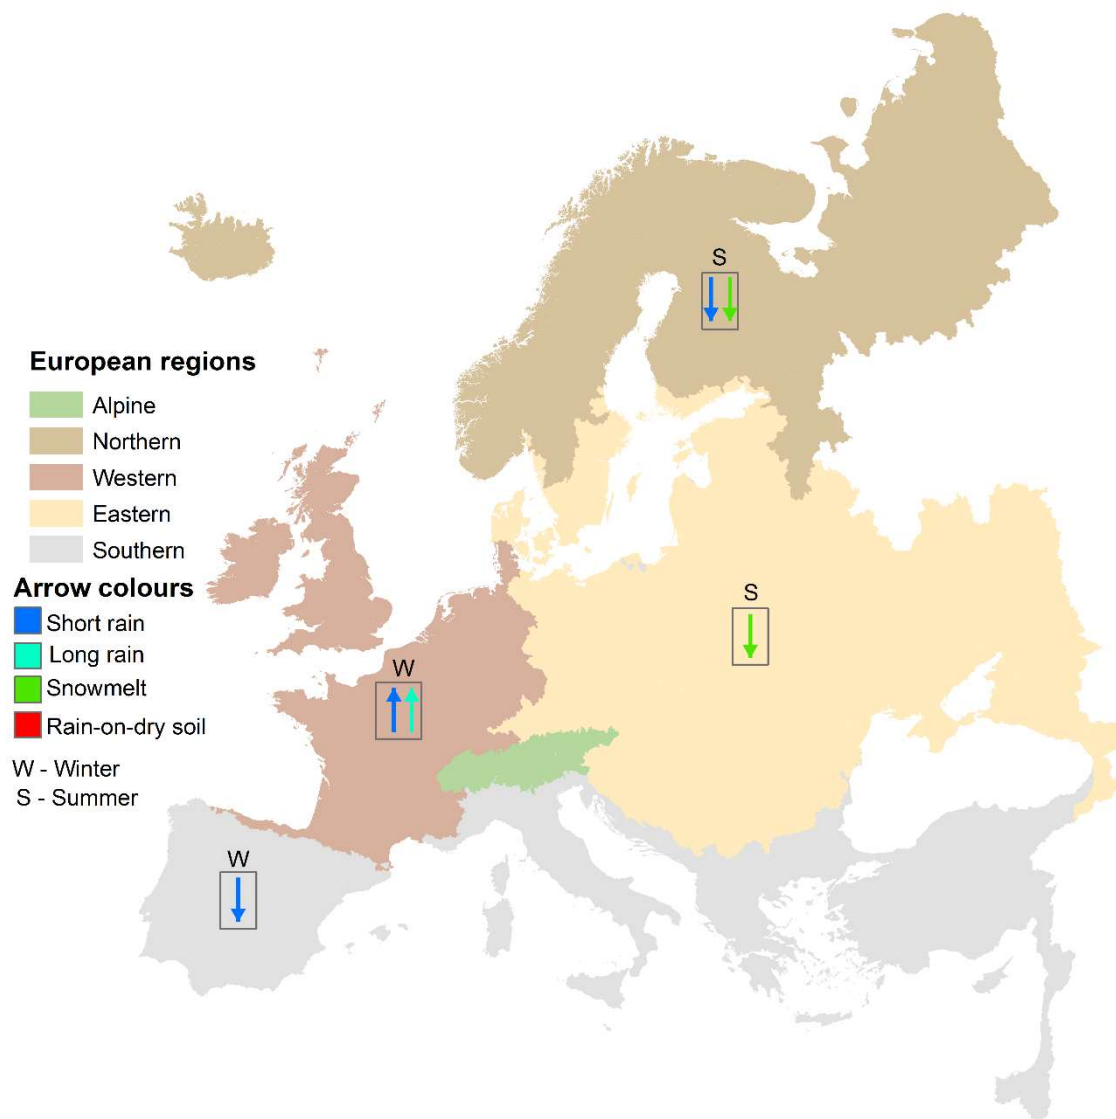 S
European regions
Alpine
Northern
Western
Eastern
Southern
Arrow colours
Short rain
Long rain
Snowmelt
Rain-on-dry soil
W - Winter
S - Summer
S
W
W